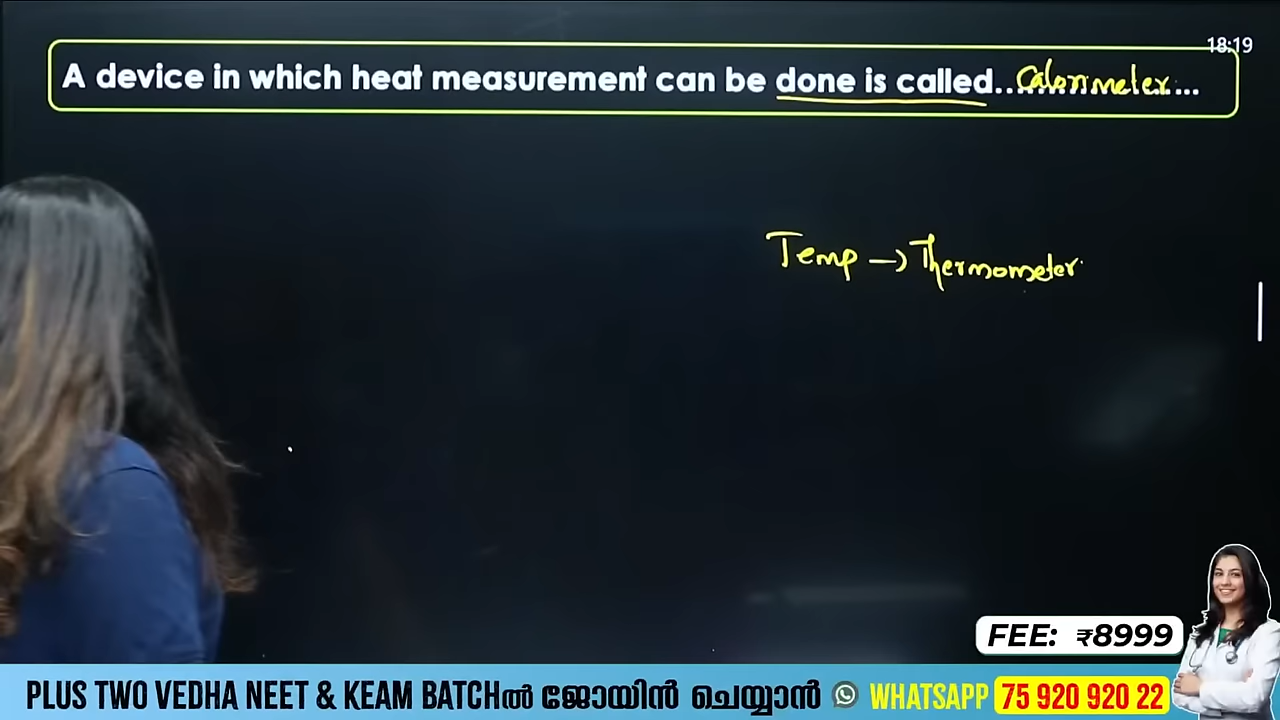 18:19
A device in which heat measurement can be done is called...Calorimeter...
Temp → Thermometer
FEE: ₹8999
PLUS TWO VEDHA NEET & KEAM BATCHൽ ജോയിൻ ചെയ്യാൻ WHATSAPP 75 920 920 22